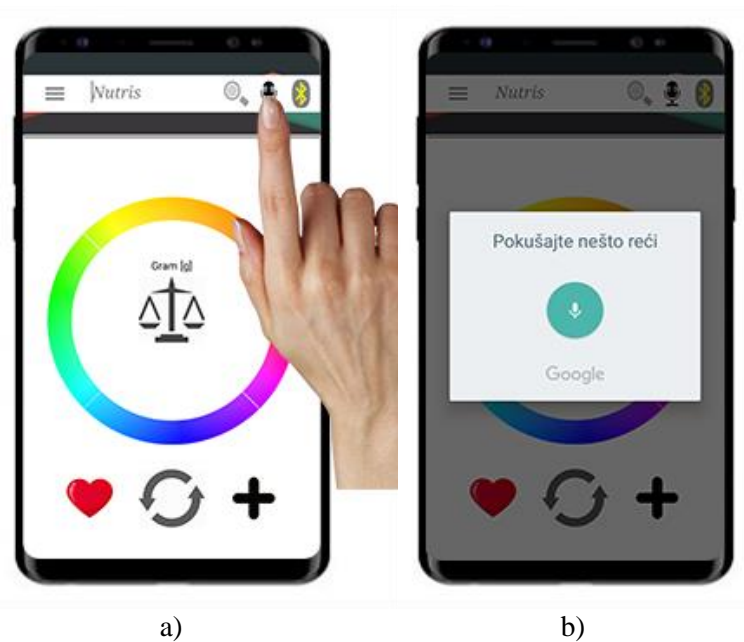 Nutris
Gram [g]
Nutris
Pokušajte nešto reći
Google
a)
b)